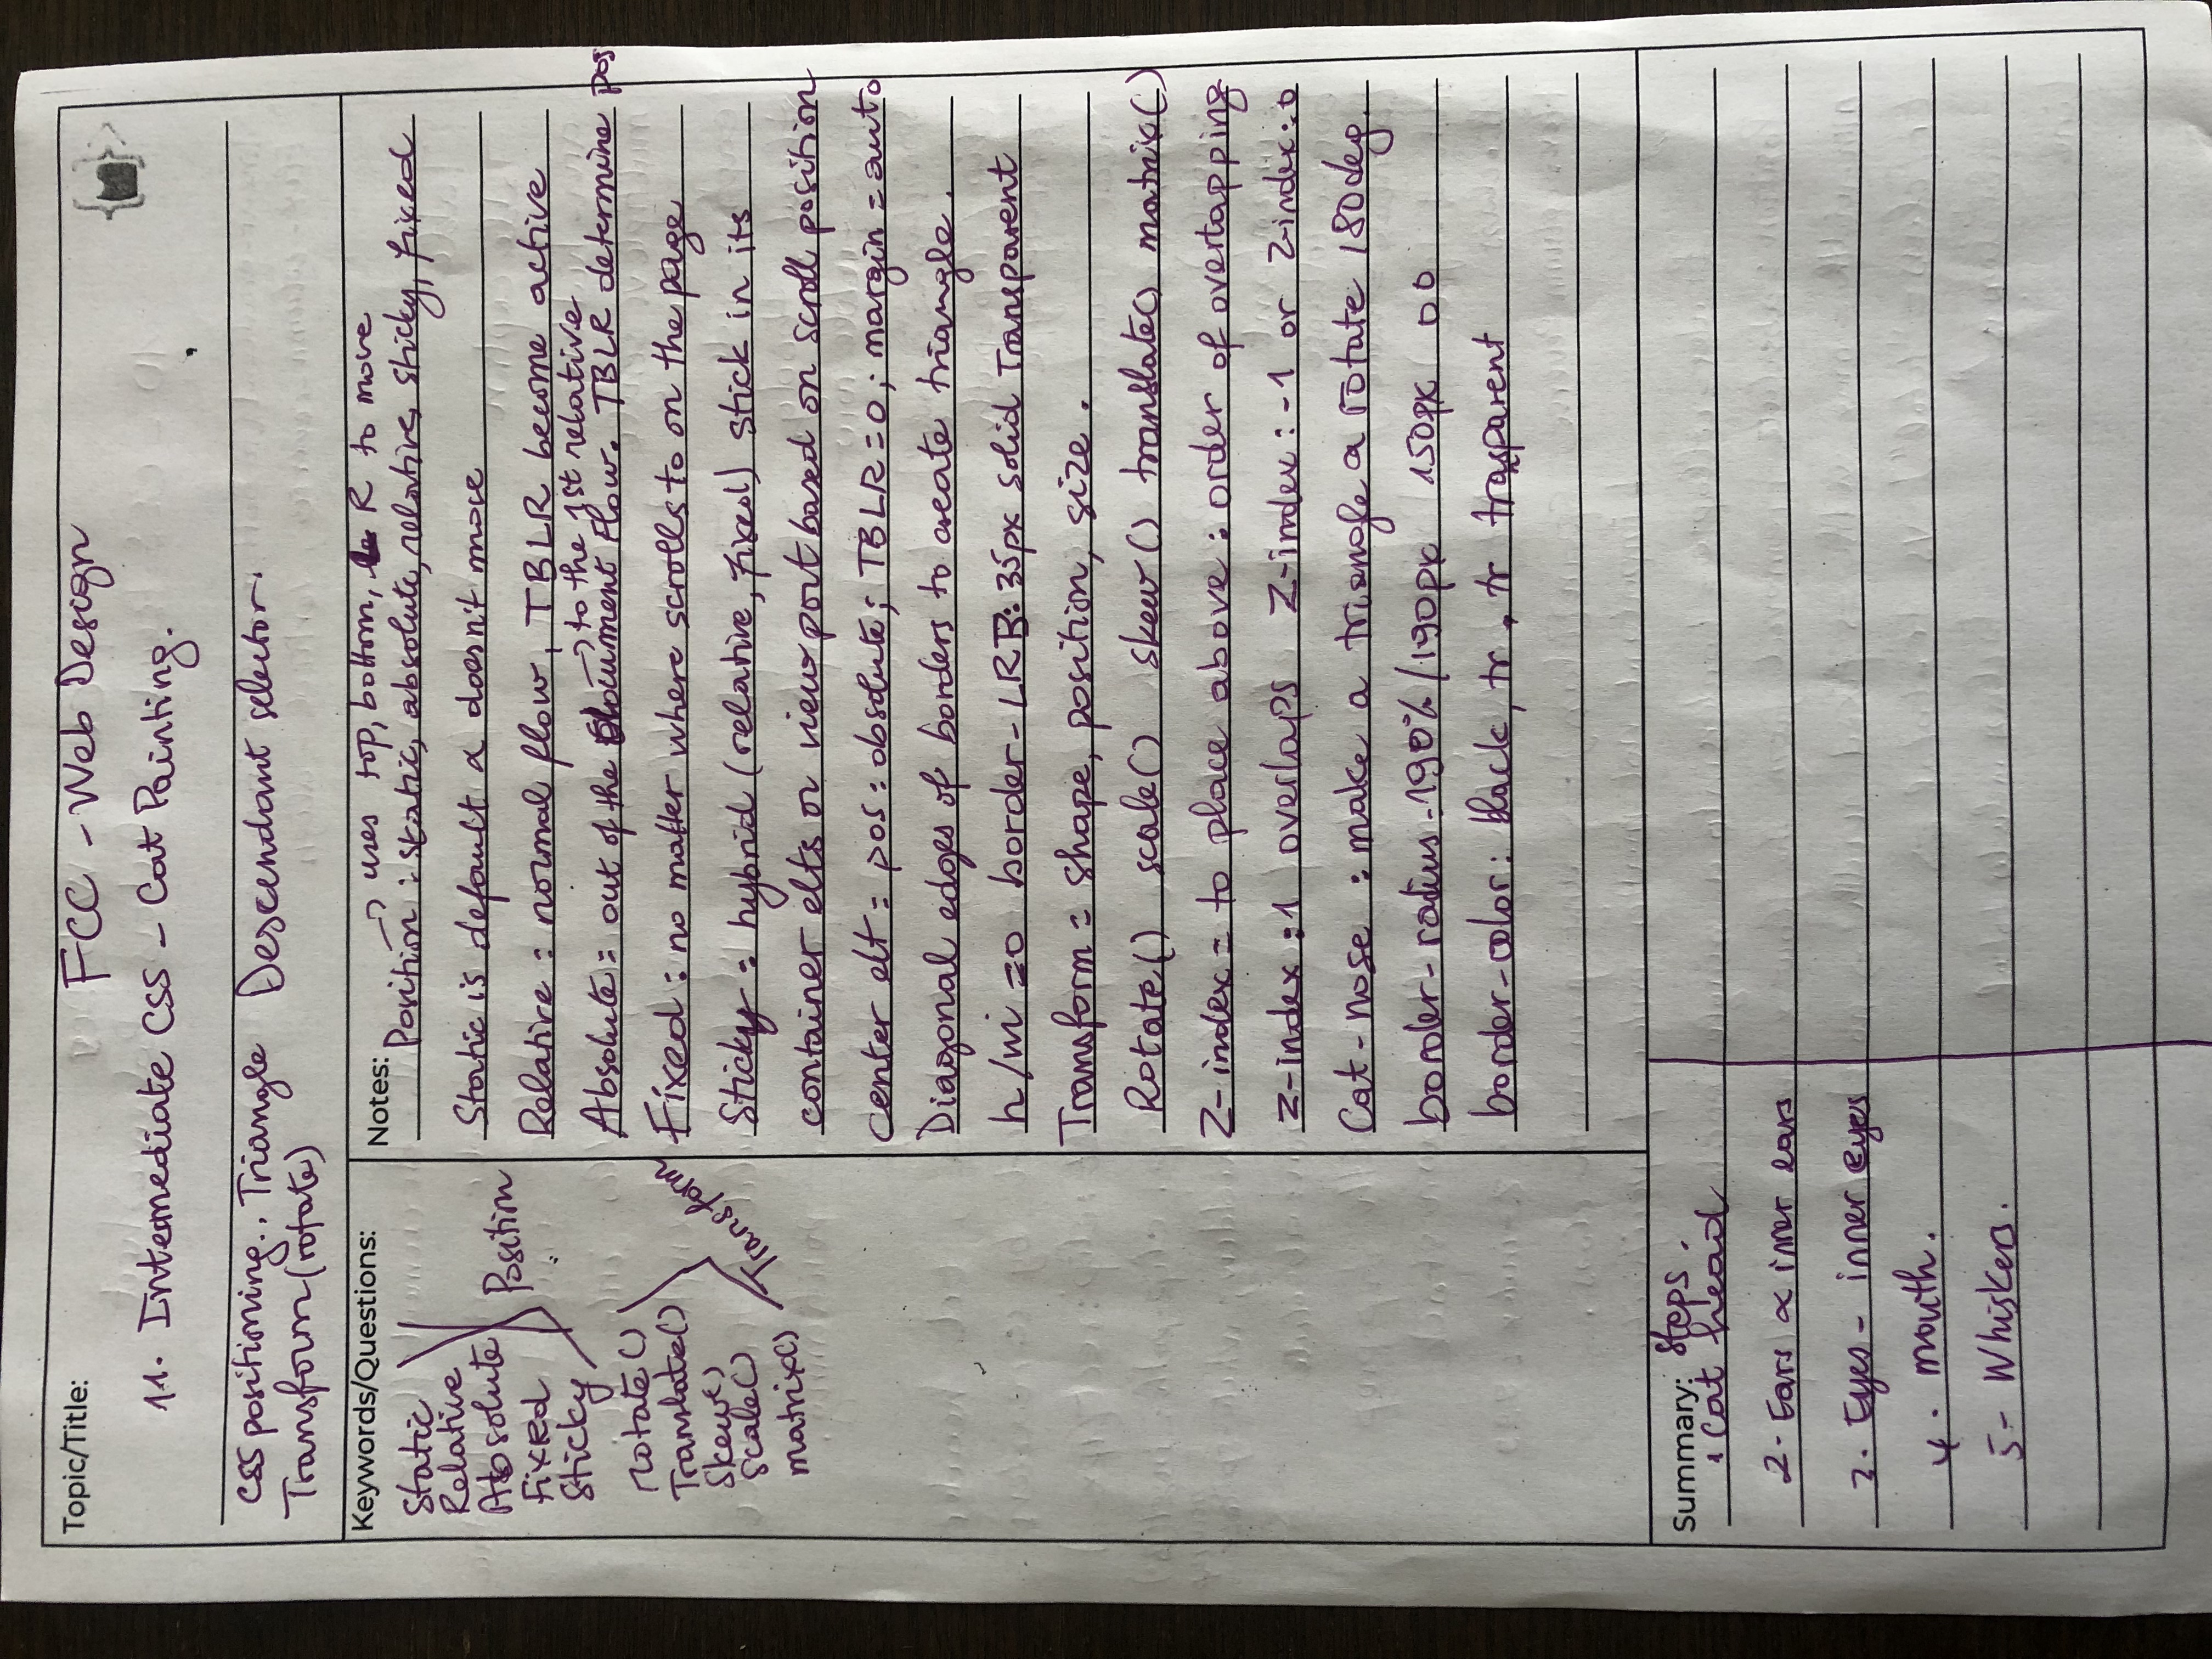 Topic/Title:
FCC - Web Design
11. Intermediate CSS - Cat Painting.
CSS positioning.. Triangle Descendant selector.
Transform (rotate)
Keywords/Questions:
Static
Relative
Absolute
Fixed
Sticky
Position
rotate()
Translate()
Skew()
Scale()
matrix()
Transform
Notes:
→ uses top, bottom, R to move
Position : static, absolute, relative, sticky, fixed
Static is default & doesn't move
Relative : normal flow, TBLR become active
→ to the 1st relative
Absolute = out of the Document Flow. TBLR determine pos
Fixed : no matter where scrolls to on the page
Sticky = hybrid (relative, fixed) stick in its
container elts or view port based on scroll position
Center elt = pos : absolute; TBLR = 0; margin = auto
Diagonal edges of borders to create triangle.
h/wi = 0 border-LRB: 35px solid Transparent
Transform = shape, position, size.
Rotate() scale() skew() translate() matrix()
Z-index = to place above : order of overtapping
Z-index : 1 overlaps Z-index : -1 or Z-index : 0
Cat-nose : make a triangle & rotate 180deg.
border-radius - 190% / 190px 150px 0 0
border-color : black, tr, tr trasparent
n
Summary: Steps.
1 Cat head
2- Ears & inner ears
3. Eyes - inner eyes
4. mouth.
5- Whiskers.